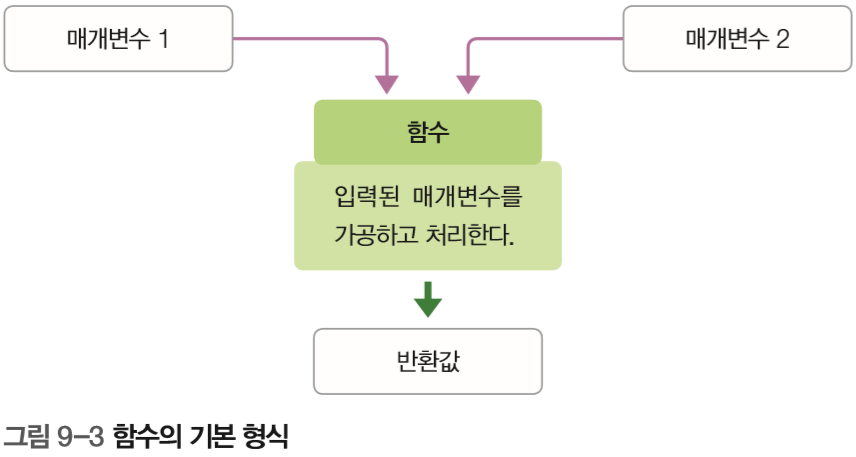 매개변수 1
매개변수 2
함수
입력된 매개변수를
가공하고 처리한다.
반환값
그림 9-3 함수의 기본 형식